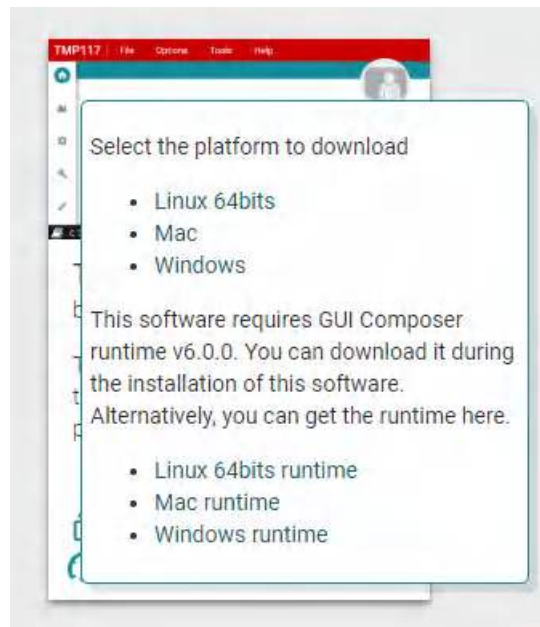 TMP117 File Options Tools Help
Select the platform to download
Linux 64bits
Mac
Windows
This software requires GUI Composer
runtime v6.0.0. You can download it during
the installation of this software.
Alternatively, you can get the runtime here.
Linux 64bits runtime
Mac runtime
Windows runtime